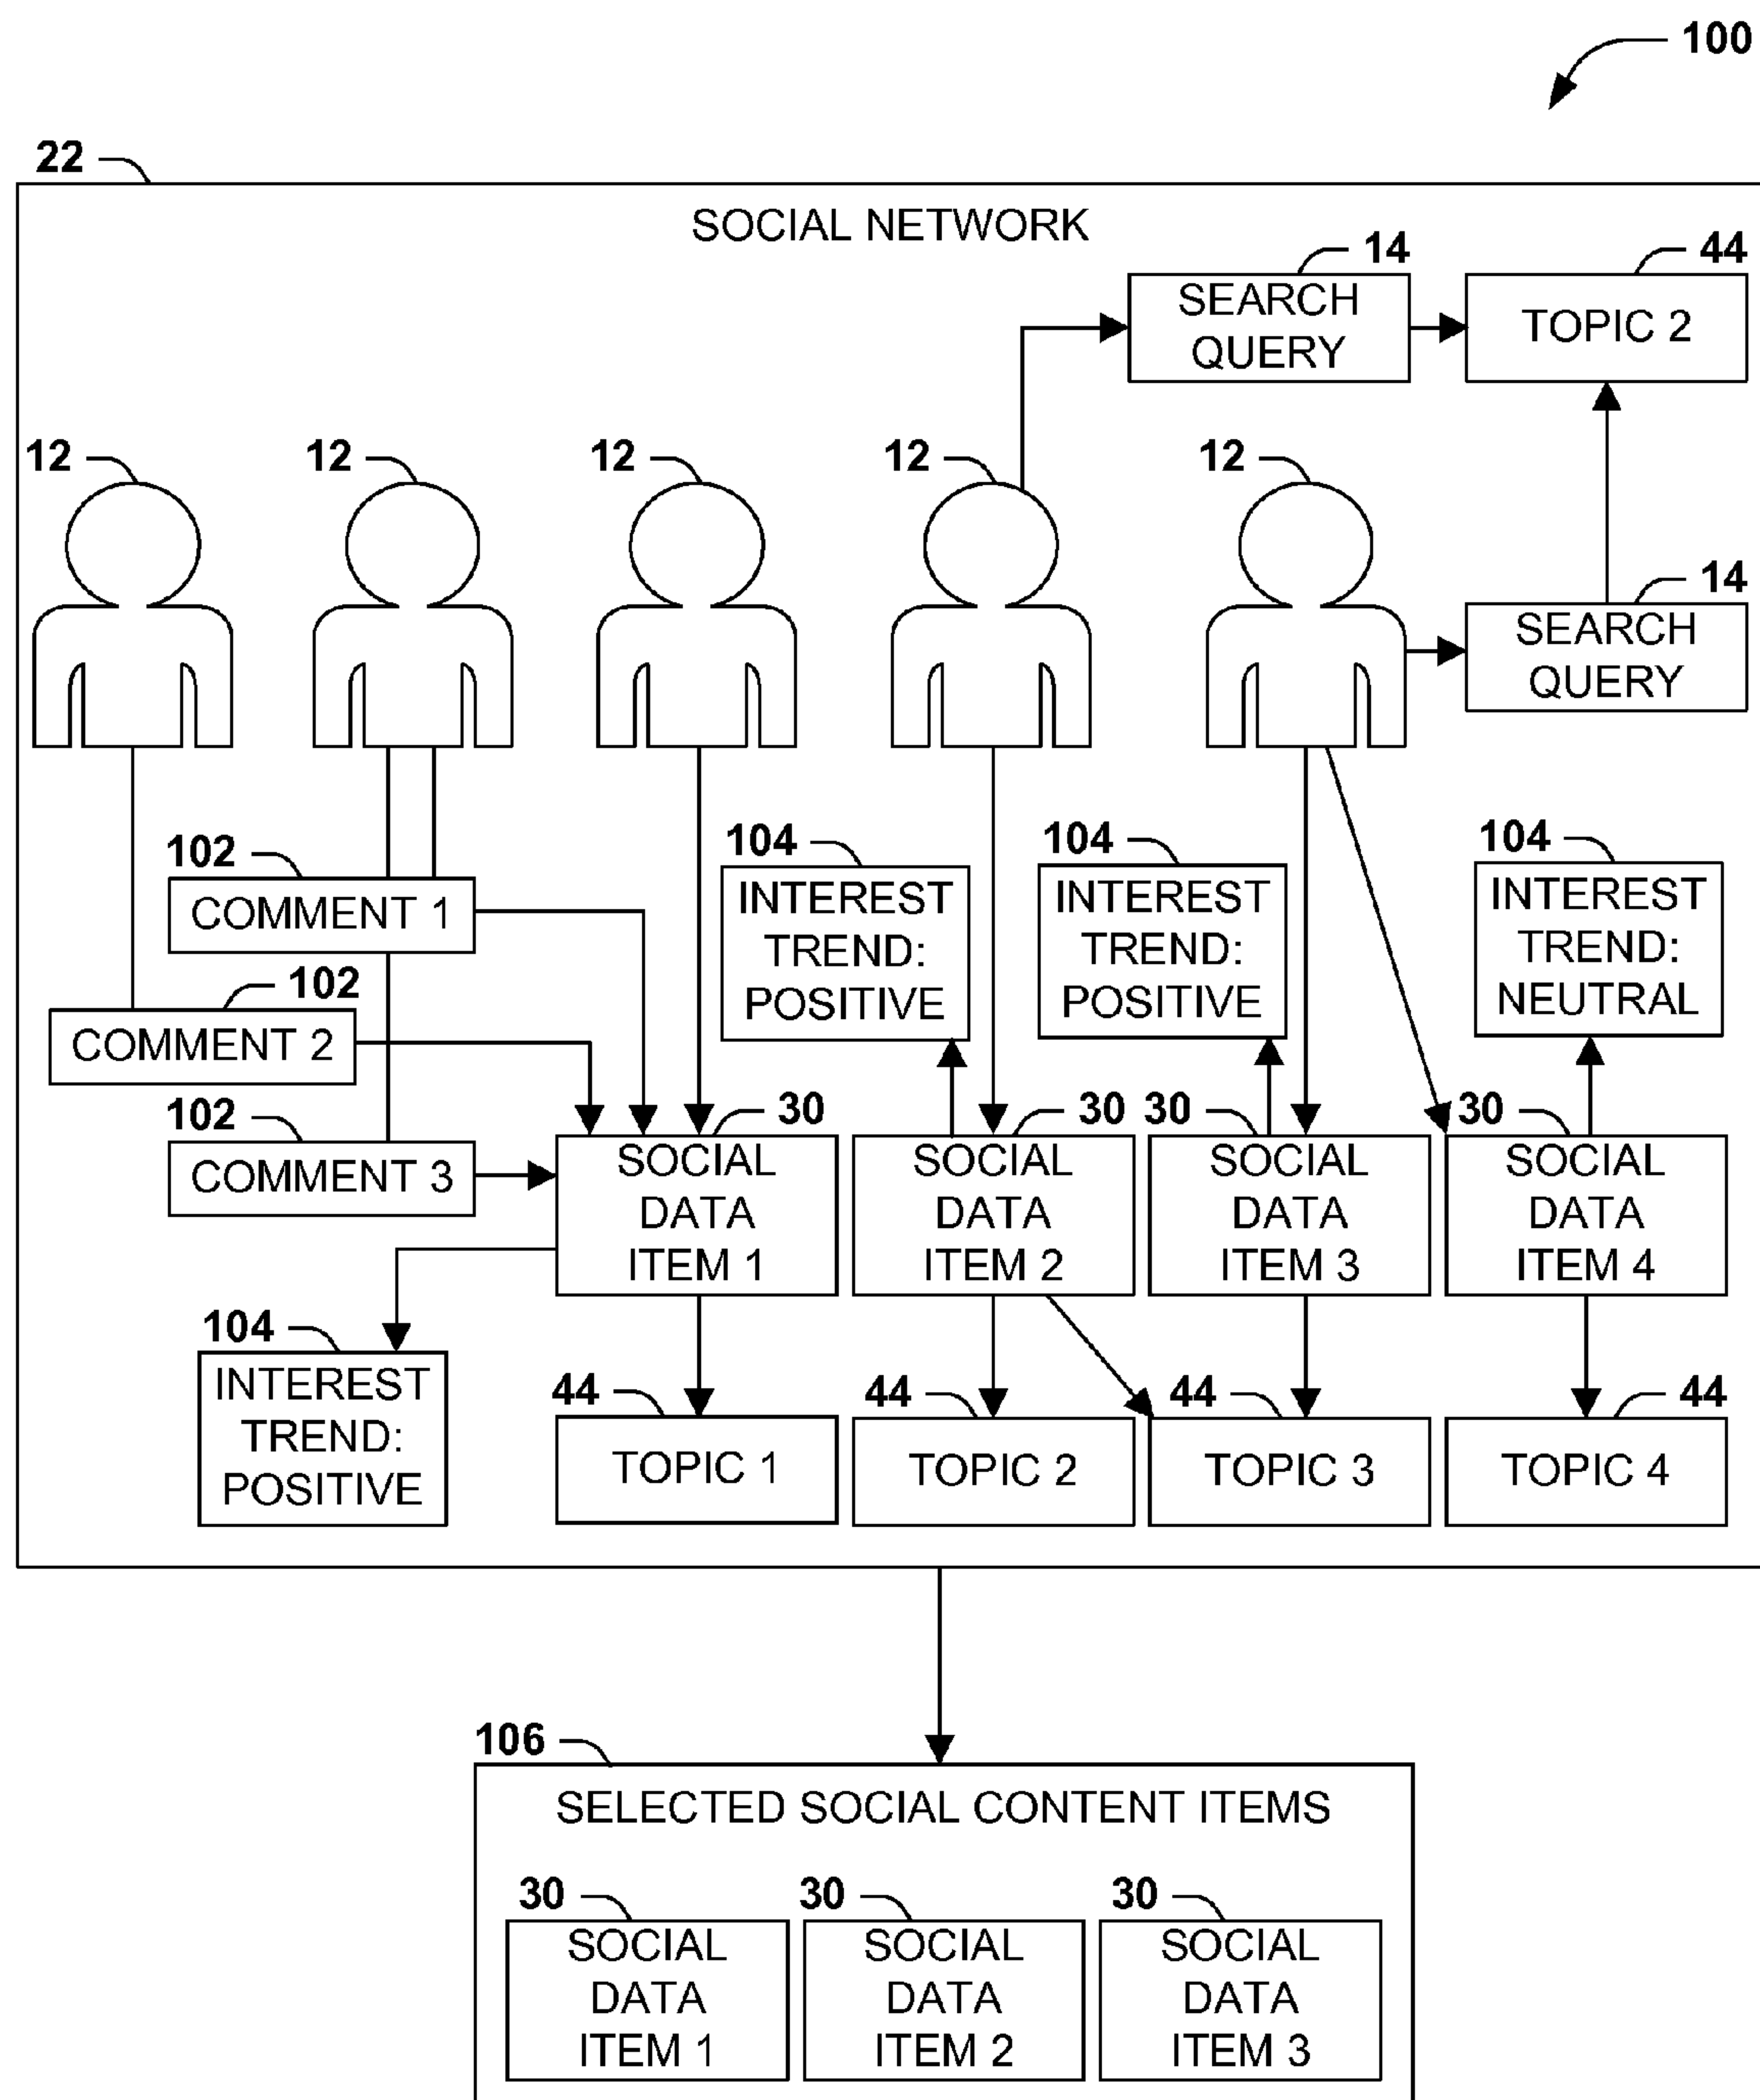 100
22
SOCIAL NETWORK
14
44
SEARCH
QUERY
TOPIC 2
12
12
12
12
12
14
SEARCH
QUERY
102
COMMENT 1
104
INTEREST
TREND:
POSITIVE
104
INTEREST
TREND:
POSITIVE
104
INTEREST
TREND:
NEUTRAL
102
COMMENT 2
102
COMMENT 3
30
SOCIAL
DATA
ITEM 1
30
SOCIAL
DATA
ITEM 2
30
SOCIAL
DATA
ITEM 3
30
SOCIAL
DATA
ITEM 4
104
INTEREST
TREND:
POSITIVE
44
TOPIC 1
44
TOPIC 2
44
TOPIC 3
44
TOPIC 4
106
SELECTED SOCIAL CONTENT ITEMS
30
SOCIAL
DATA
ITEM 1
30
SOCIAL
DATA
ITEM 2
30
SOCIAL
DATA
ITEM 3